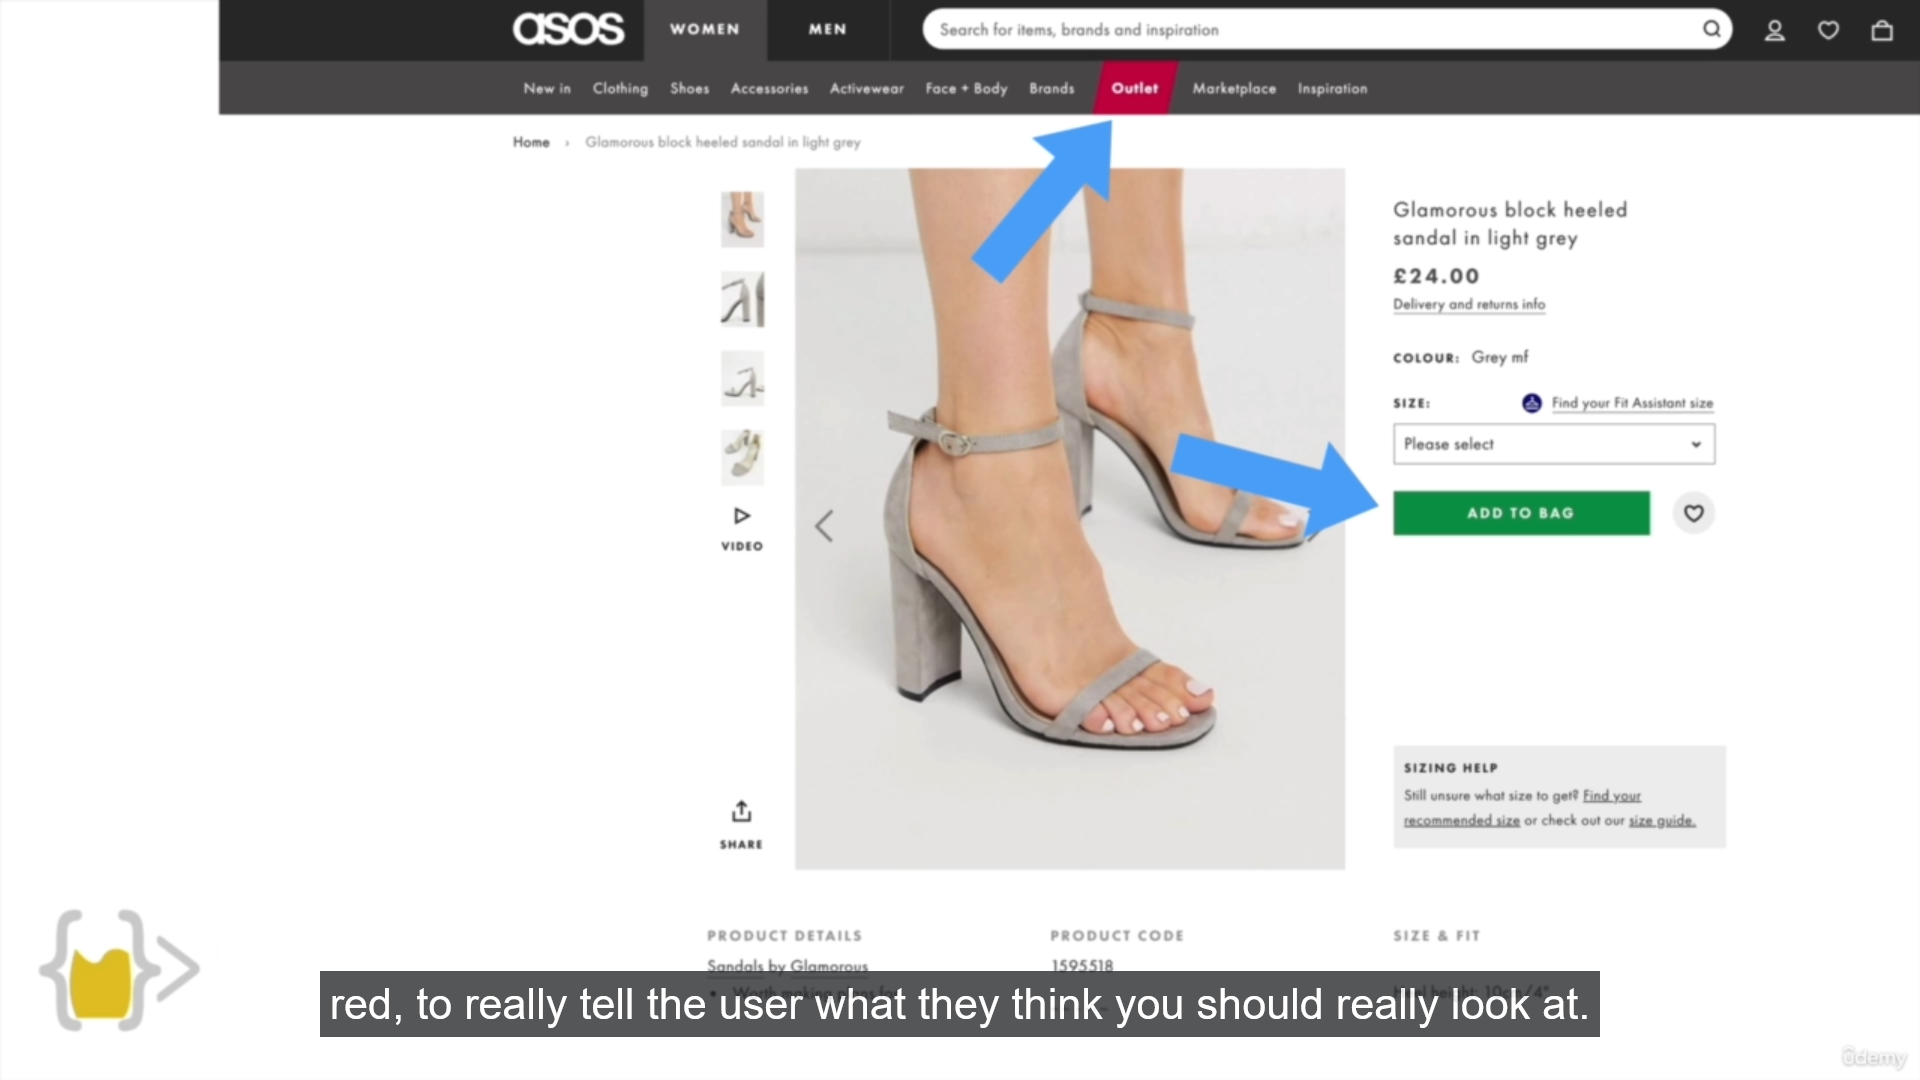 asos
WOMEN
MEN
Search for items, brands and inspiration
New in
Clothing
Shoes
Accessories
Activewear
Face + Body
Brands
Outlet
Marketplace
Inspiration
Home › Glamorous block heeled sandal in light grey
Glamorous block heeled
sandal in light grey
£24.00
Delivery and returns info
COLOUR: Grey mf
SIZE:
Find your Fit Assistant size
Please select
ADD TO BAG
VIDEO
SHARE
SIZING HELP
Still unsure what size to get? Find your
recommended size or check out our size guide.
PRODUCT DETAILS
Sandals by Glamorous
PRODUCT CODE
1595518
SIZE & FIT
red, to really tell the user what they think you should really look at.
ûdemy